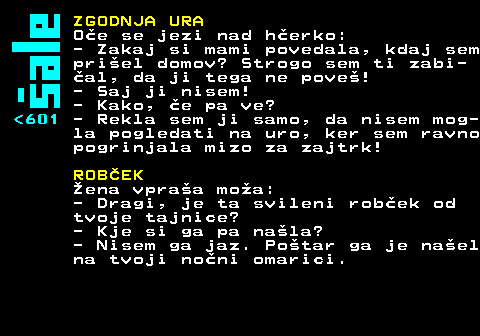 šale
<601
ZGODNJA URA
Oče se jezi nad hčerko:
- Zakaj si mami povedala, kdaj sem
prišel domov? Strogo sem ti zabi-
čal, da ji tega ne poveš!
- Saj ji nisem!
- Kako, če pa ve?
- Rekla sem ji samo, da nisem mog-
la pogledati na uro, ker sem ravno
pogrinjala mizo za zajtrk!
ROBČEK
Žena vpraša moža:
- Dragi, je ta svileni robček od
tvoje tajnice?
- Kje si ga pa našla?
- Nisem ga jaz. Poštar ga je našel
na tvoji nočni omarici.